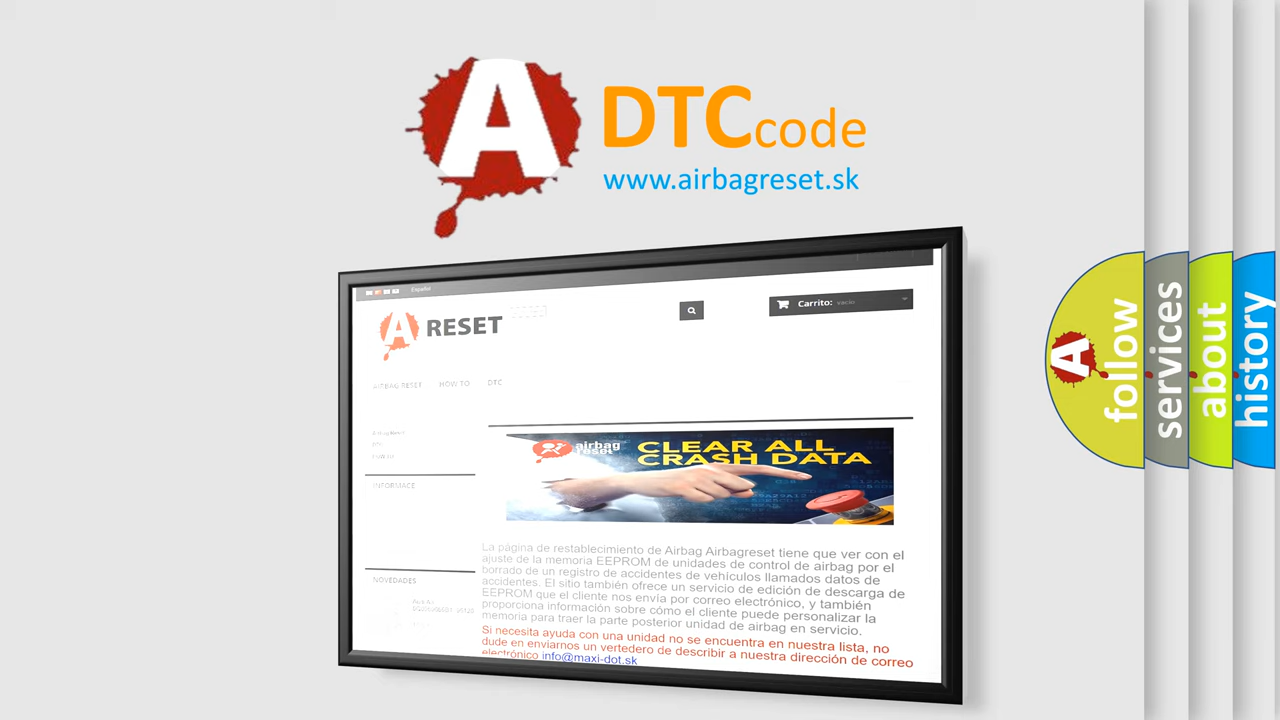 A
DTCcode
www.airbagreset.sk
Español
A RESET
Carrito: vacío
AIRBAG RESET HOW TO DTC
INFORMACE
airbag
reset
CLEAR ALL
CRASH DATA
La página de restablecimiento de Airbag Airbagreset tiene que ver con el
ajuste de la memoria EEPROM de unidades de control de airbag por el
borrado de un registro de accidentes de vehículos llamados datos de
accidentes. El sitio también ofrece un servicio de edición de descarga de
EEPROM que el cliente nos envía por correo electrónico, y también
proporciona información sobre cómo el cliente puede personalizar la
memoria para traer la parte posterior unidad de airbag en servicio.
Si necesita ayuda con una unidad no se encuentra en nuestra lista, no
dude en enviarnos un vertedero de describir a nuestra dirección de correo
electrónico info@maxi-dot.sk
NOVEDADES
A
follow
services
about
history